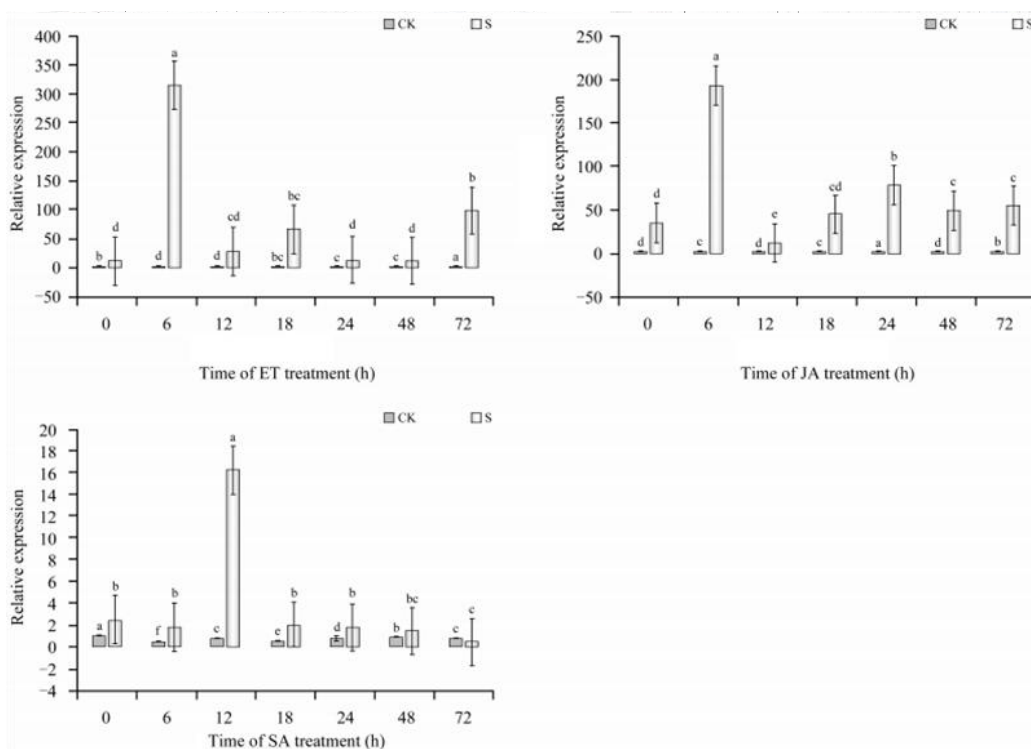 CK S
400
350
300
250
200
150
100
50
0
−50
Relative expression
b d d a d cd bc bc c d c d a b
0 6 12 18 24 48 72
Time of ET treatment (h)
CK S
250
200
150
100
50
0
−50
Relative expression
d d c a d e c cd a b d c b c
0 6 12 18 24 48 72
Time of JA treatment (h)
CK S
20
18
16
14
12
10
8
6
4
2
0
−2
−4
Relative expression
a b f b c a e b d b b bc c c
0 6 12 18 24 48 72
Time of SA treatment (h)